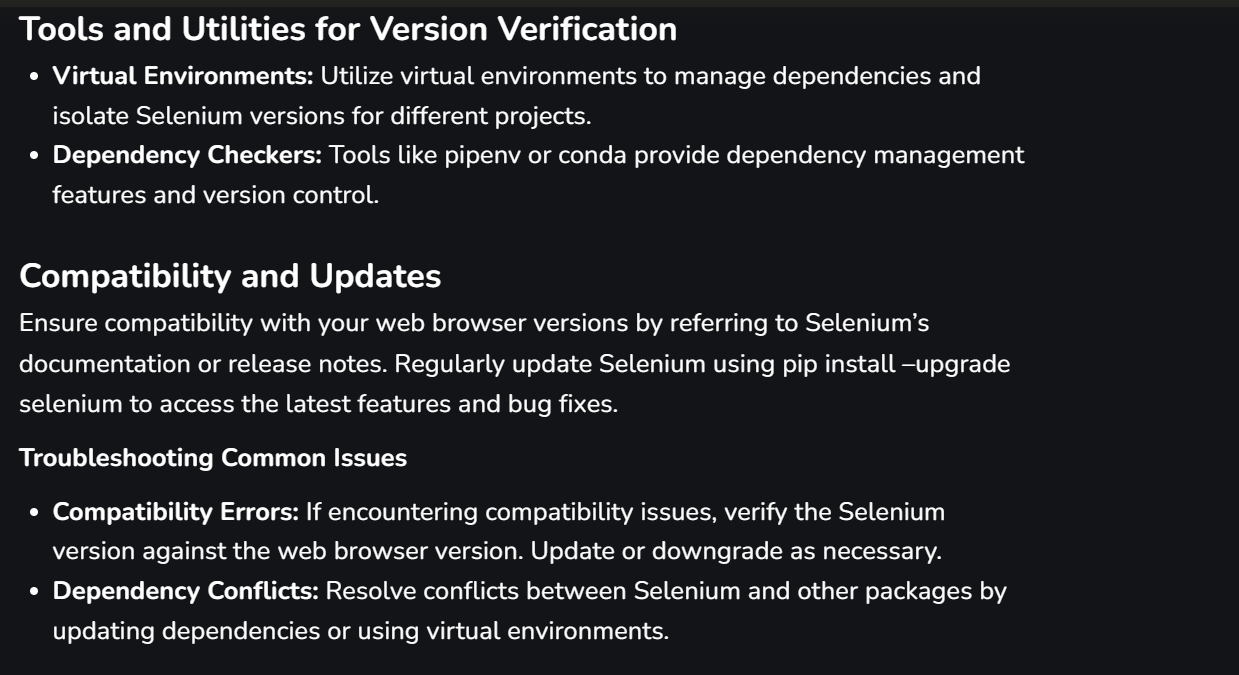 Tools and Utilities for Version Verification
• Virtual Environments: Utilize virtual environments to manage dependencies and
isolate Selenium versions for different projects.
• Dependency Checkers: Tools like pipenv or conda provide dependency management
features and version control.
Compatibility and Updates
Ensure compatibility with your web browser versions by referring to Selenium’s
documentation or release notes. Regularly update Selenium using pip install –upgrade
selenium to access the latest features and bug fixes.
Troubleshooting Common Issues
• Compatibility Errors: If encountering compatibility issues, verify the Selenium
version against the web browser version. Update or downgrade as necessary.
• Dependency Conflicts: Resolve conflicts between Selenium and other packages by
updating dependencies or using virtual environments.